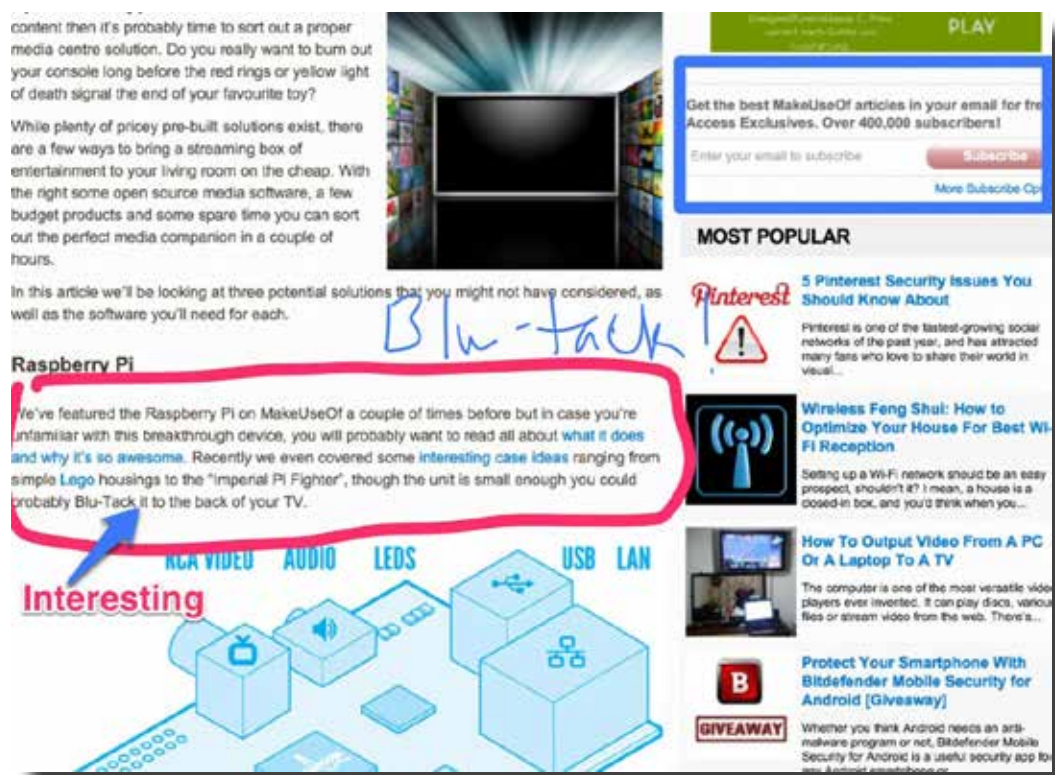 content then it's probably time to sort out a proper
media centre solution. Do you really want to burn out
your console long before the red rings or yellow light
of death signal the end of your favourite toy?
While plenty of pricey pre-built solutions exist, there
are a few ways to bring a streaming box of
entertainment to your living room on the cheap. With
the right some open source media software, a few
budget products and some spare time you can sort
out the perfect media companion in a couple of
hours.
In this article we'll be looking at three potential solutions that you might not have considered, as
well as the software you'll need for each.
Blu-tack!
Raspberry Pi
We've featured the Raspberry Pi on MakeUseOf a couple of times before but in case you're
unfamiliar with this breakthrough device, you will probably want to read all about what it does
and why it's so awesome. Recently we even covered some interesting case ideas ranging from
simple Lego housings to the "Imperial Pi Fighter", though the unit is small enough you could
probably Blu-Tack it to the back of your TV.
Interesting
RCA VIDEO AUDIO LEDS USB LAN
PLAY
Get the best MakeUseOf articles in your email for fre
Access Exclusives. Over 400,000 subscribers!
Enter your email to subscribe Subscribe
More Subscribe Op
MOST POPULAR
Pinterest
5 Pinterest Security Issues You
Should Know About
Pinterest is one of the fastest-growing social
networks of the past year, and has attracted
many fans who love to share their world in
visual...
Wireless Feng Shui: How to
Optimize Your House For Best Wi-
Fi Reception
Setting up a Wi-Fi network should be an easy
prospect, shouldn't it? I mean, a house is a
closed-in box, and you'd think when you...
How To Output Video From A PC
Or A Laptop To A TV
The computer is one of the most versatile video
players ever invented. It can play discs, variou
files or stream video from the web. There's...
B
GIVEAWAY
Protect Your Smartphone With
Bitdefender Mobile Security for
Android [Giveaway]
Whether you think Android needs an anti-
malware program or not, Bitdefender Mobile
Security for Android is a useful security app fo
any Android smartphone or